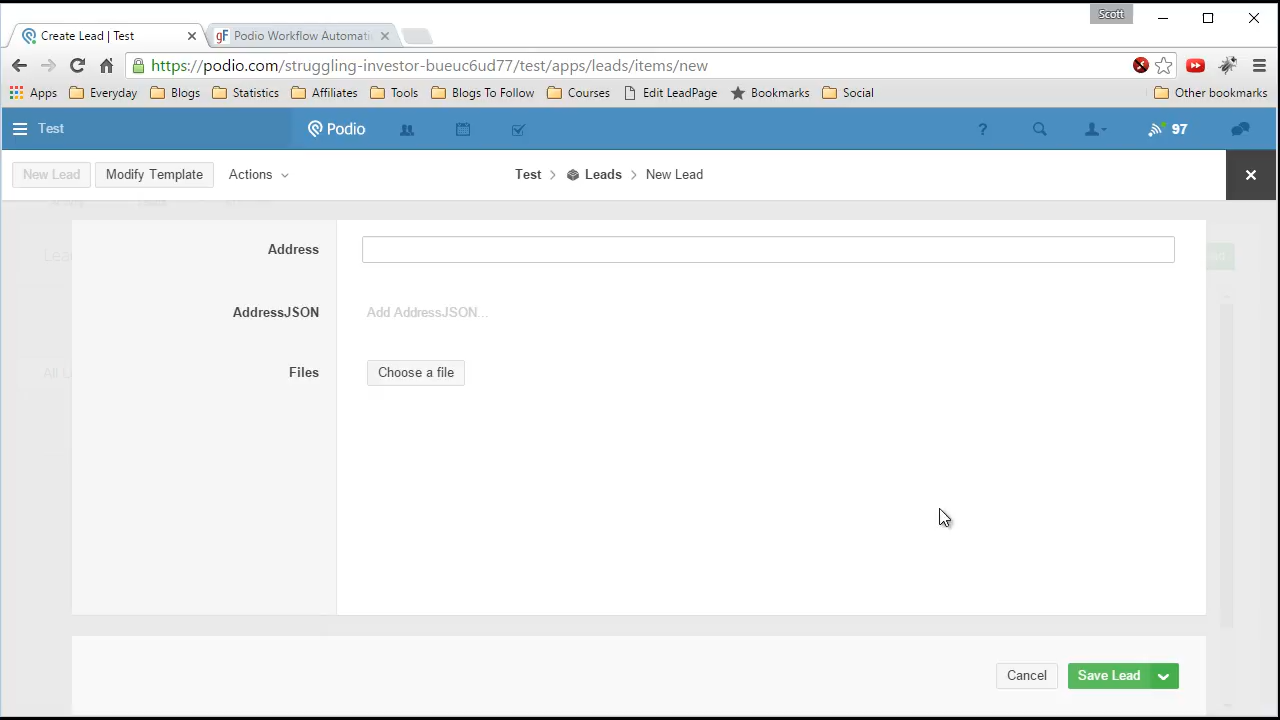 Scott
Create Lead | Test
gf Podio Workflow Automati
https://podio.com/struggling-investor-bueuc6ud77/test/apps/leads/items/new
Apps Everyday Blogs Statistics Affiliates Tools Blogs To Follow Courses Edit LeadPage Bookmarks Social Other bookmarks
Test Podio ? 97
New Lead Modify Template Actions Test > Leads > New Lead
Address
AddressJSON Add AddressJSON...
Files Choose a file
Cancel Save Lead